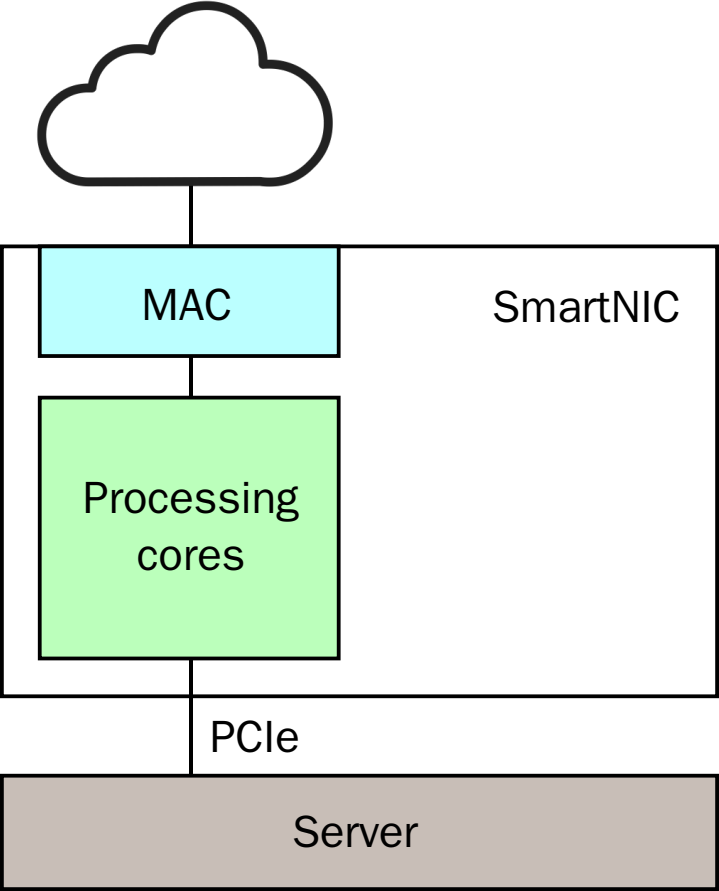 MAC
SmartNIC
Processing
cores
PCIe
Server